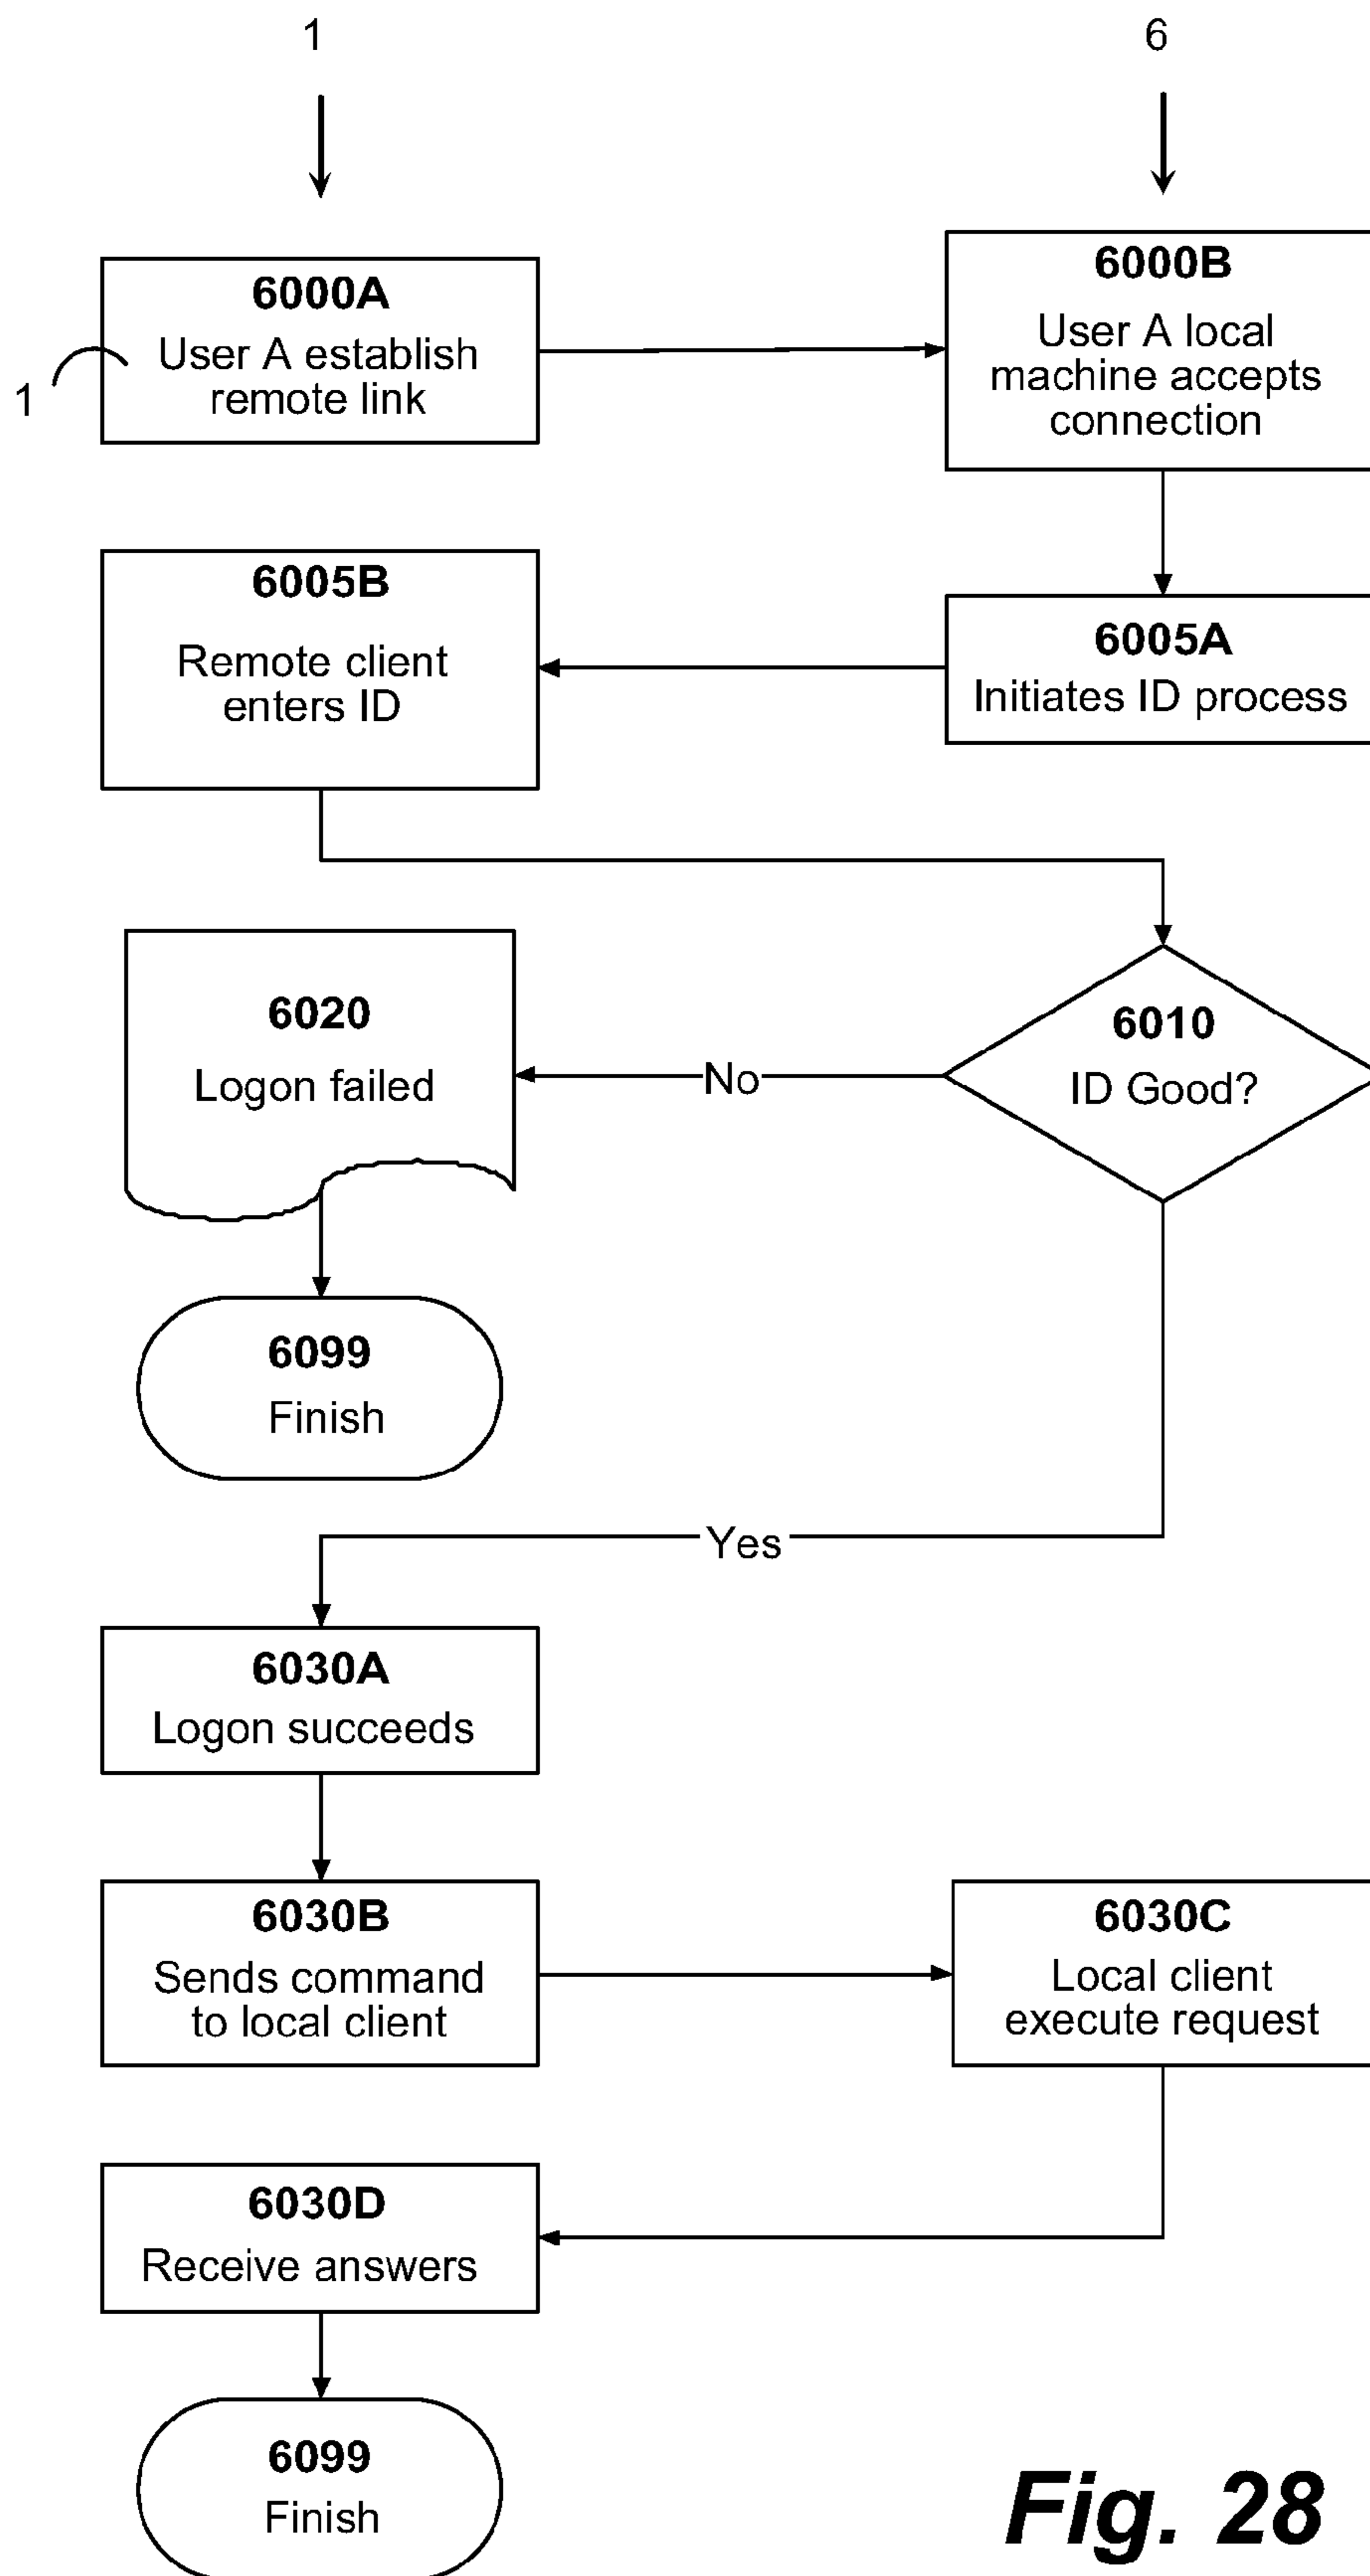 1
6
6000A
User A establish
remote link
1
6000B
User A local
machine accepts
connection
6005B
Remote client
enters ID
6005A
Initiates ID process
6020
Logon failed
No
6010
ID Good?
6099
Finish
Yes
6030A
Logon succeeds
6030B
Sends command
to local client
6030C
Local client
execute request
6030D
Receive answers
6099
Finish
Fig. 28